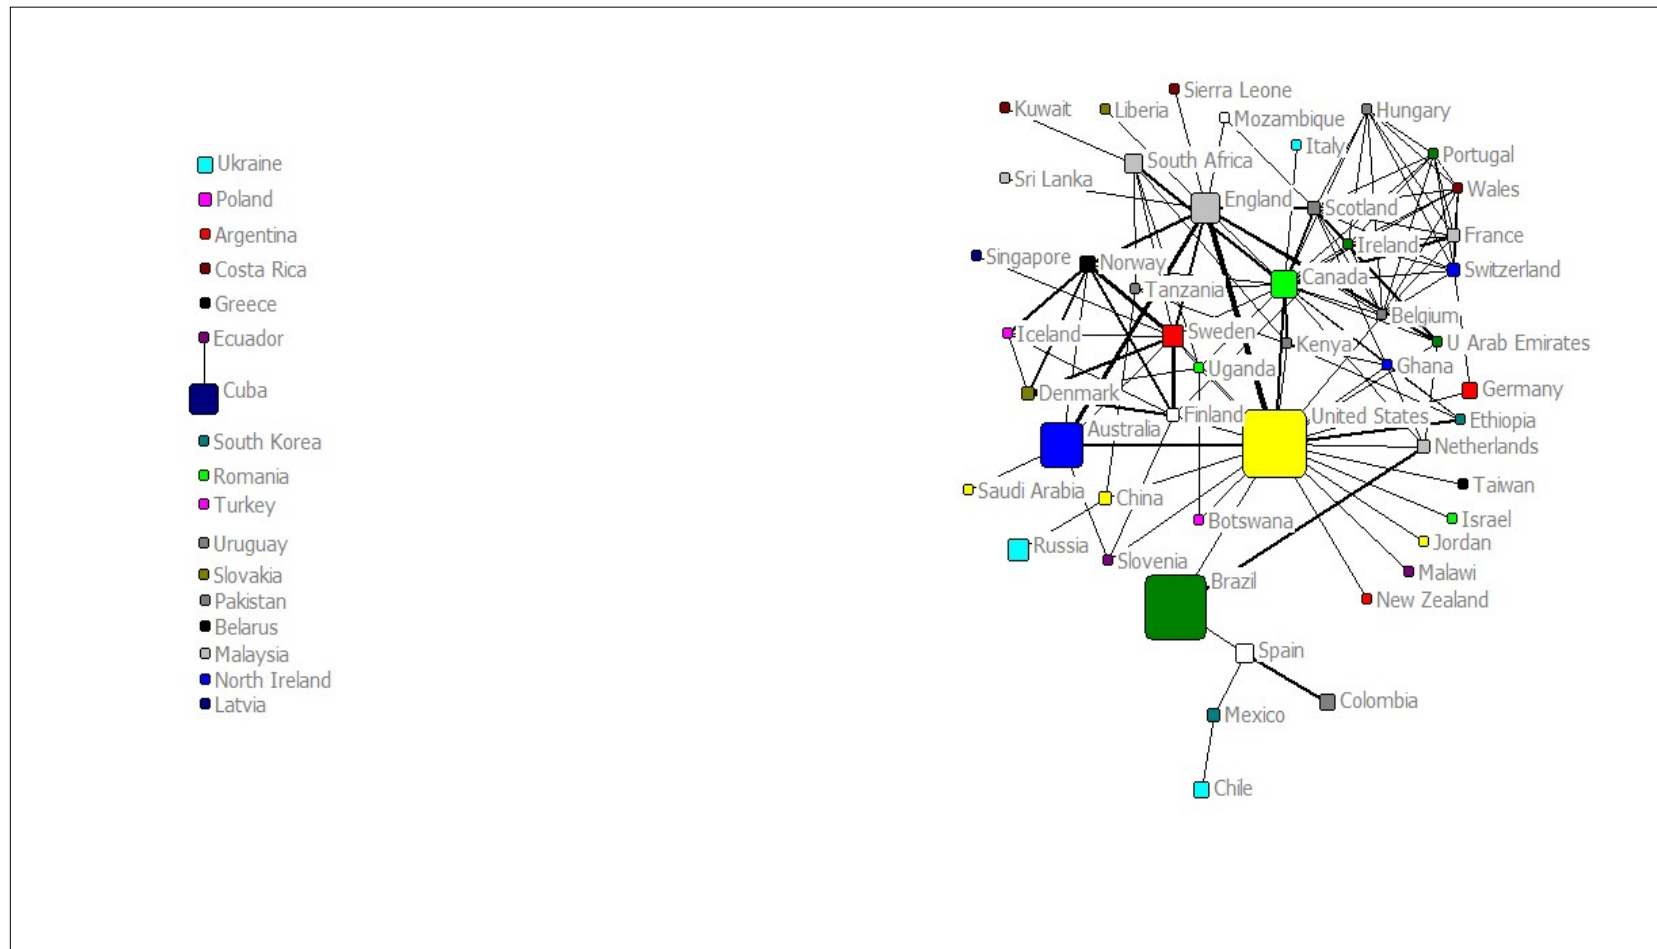 Ukraine
Poland
Argentina
Costa Rica
Greece
Ecuador
Cuba
South Korea
Romania
Turkey
Uruguay
Slovakia
Pakistan
Belarus
Malaysia
North Ireland
Latvia
Sierra Leone
Kuwait
Liberia
Mozambique
Hungary
Italy
Portugal
South Africa
Sri Lanka
Wales
England
Scotland
France
Ireland
Singapore
Norway
Switzerland
Canada
Tanzania
Belgium
Iceland
Sweden
Kenya
U Arab Emirates
Uganda
Ghana
Denmark
Germany
Finland
United States
Ethiopia
Australia
Netherlands
Saudi Arabia
China
Taiwan
Botswana
Israel
Russia
Jordan
Slovenia
Malawi
Brazil
New Zealand
Spain
Colombia
Mexico
Chile